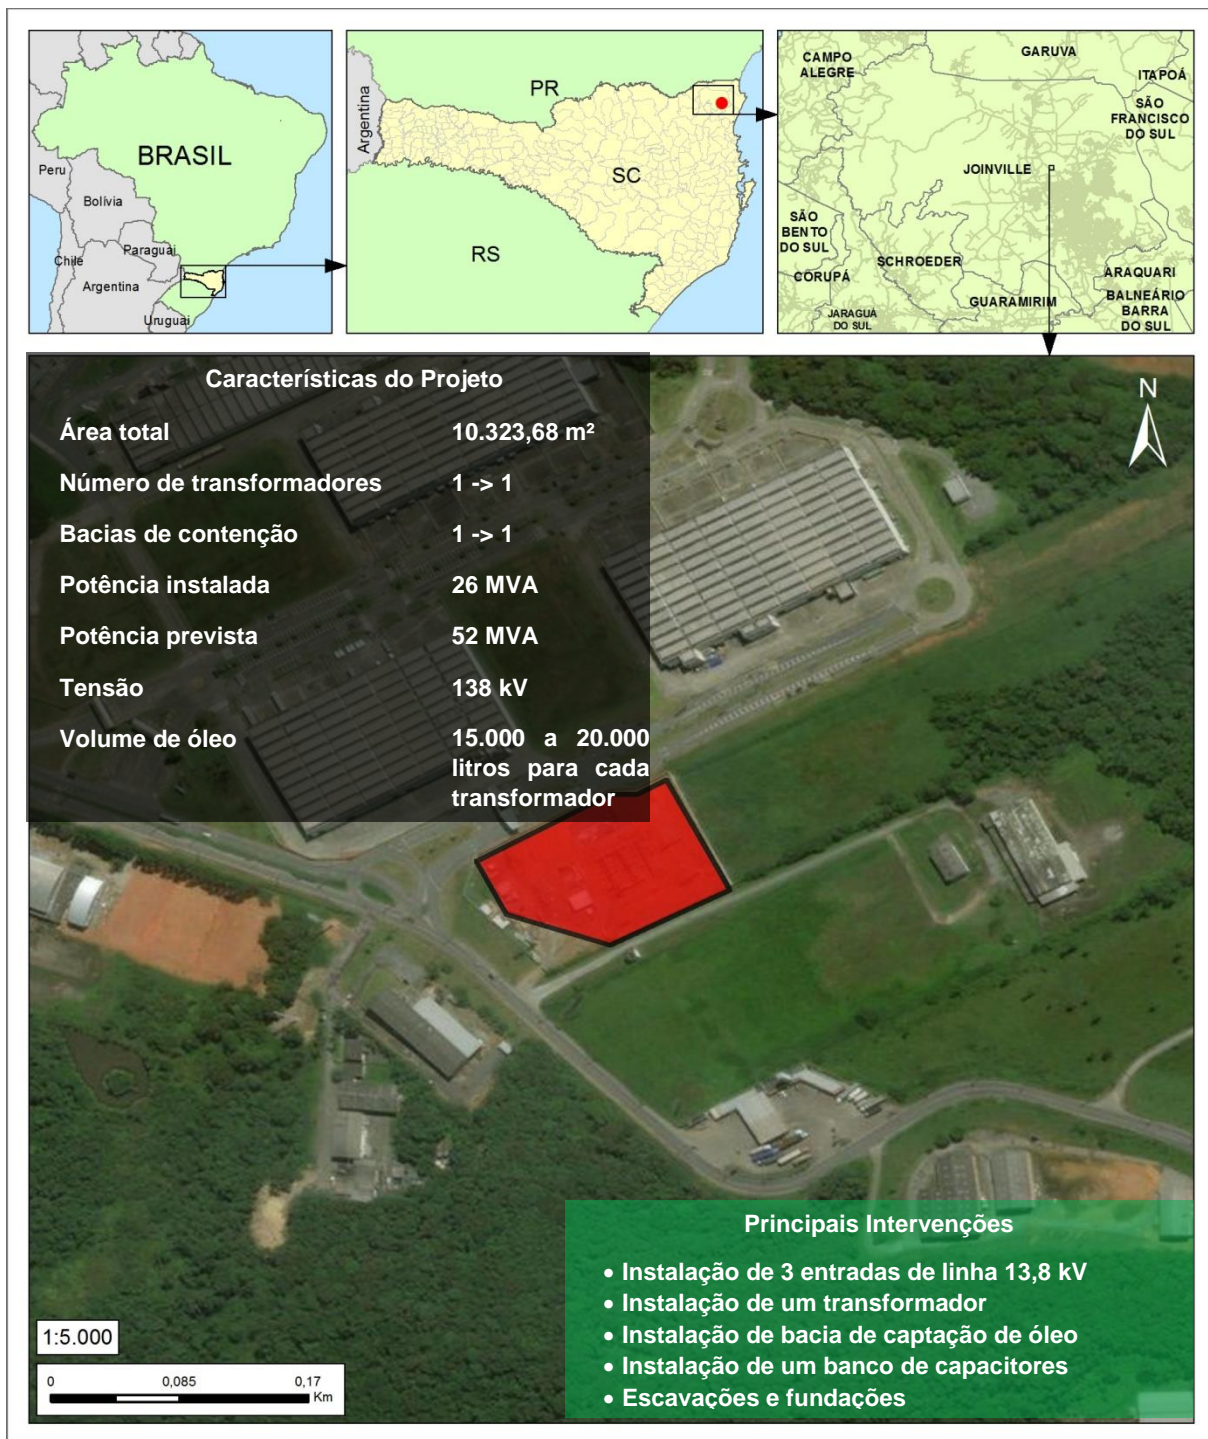 BRASIL
Peru
Bolívia
Paraguai
Chile
Argentina
Uruguai
Argentina
PR
SC
RS
CAMPO
ALEGRE
GARUVA
ITAPOÁ
SÃO
FRANCISCO
DO SUL
JOINVILLE
SÃO
BENTO
DO SUL
SCHROEDER
CORUPÁ
ARAQUARI
GUARAMIRIM
BALNEÁRIO
BARRA
DO SUL
JARAGUÁ
DO SUL
Características do Projeto
Área total 10.323,68 m²
Número de transformadores 1 -> 1
Bacias de contenção 1 -> 1
Potência instalada 26 MVA
Potência prevista 52 MVA
Tensão 138 kV
Volume de óleo 15.000 a 20.000
litros para cada
transformador
N
Principais Intervenções
• Instalação de 3 entradas de linha 13,8 kV
• Instalação de um transformador
• Instalação de bacia de captação de óleo
• Instalação de um banco de capacitores
• Escavações e fundações
1:5.000
0 0,085 0,17
Km